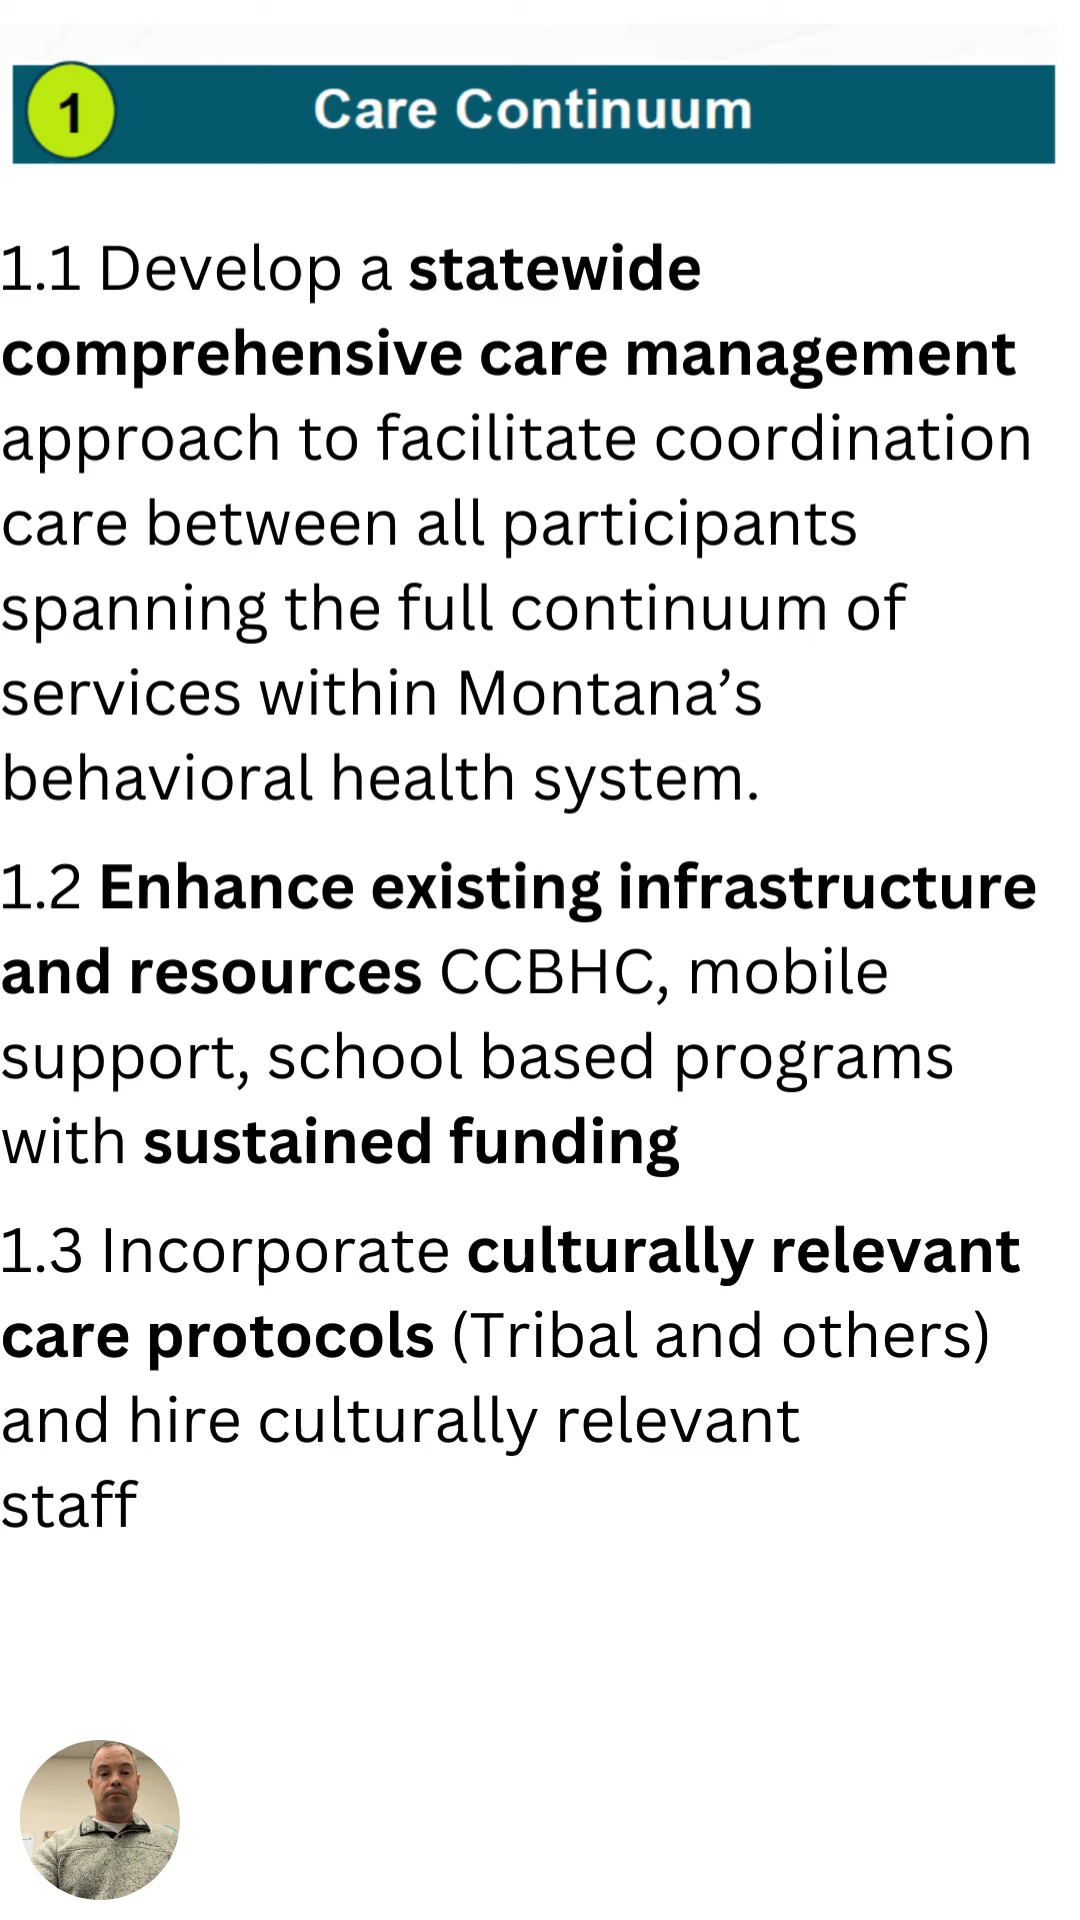 1
Care Continuum
1.1 Develop a statewide
comprehensive care management
approach to facilitate coordination
care between all participants
spanning the full continuum of
services within Montana’s
behavioral health system.
1.2 Enhance existing infrastructure
and resources CCBHC, mobile
support, school based programs
with sustained funding
1.3 Incorporate culturally relevant
care protocols (Tribal and others)
and hire culturally relevant
staff